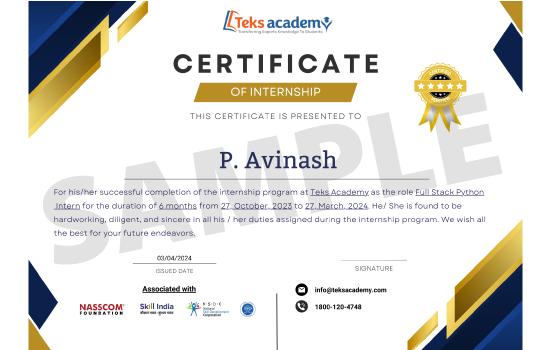 Teks academy
Transferring Experts Knowledge To Students
CERTIFICATE
OF INTERNSHIP
THIS CERTIFICATE IS PRESENTED TO
P. Avinash
SAMPLE
For his/her successful completion of the internship program at Teks Academy as the role Full Stack Python
Intern for the duration of 6 months from 27, October, 2023 to 27, March, 2024. He/ She is found to be
hardworking, diligent, and sincere in all his / her duties assigned during the internship program. We wish all
the best for your future endeavors.
03/04/2024
ISSUED DATE
SIGNATURE
Associated with
NASSCOM
FOUNDATION
Skill India
कौशल भारत - कुशल भारत
N·S·D·C
National
Skill Development
Corporation
info@teksacademy.com
1800-120-4748